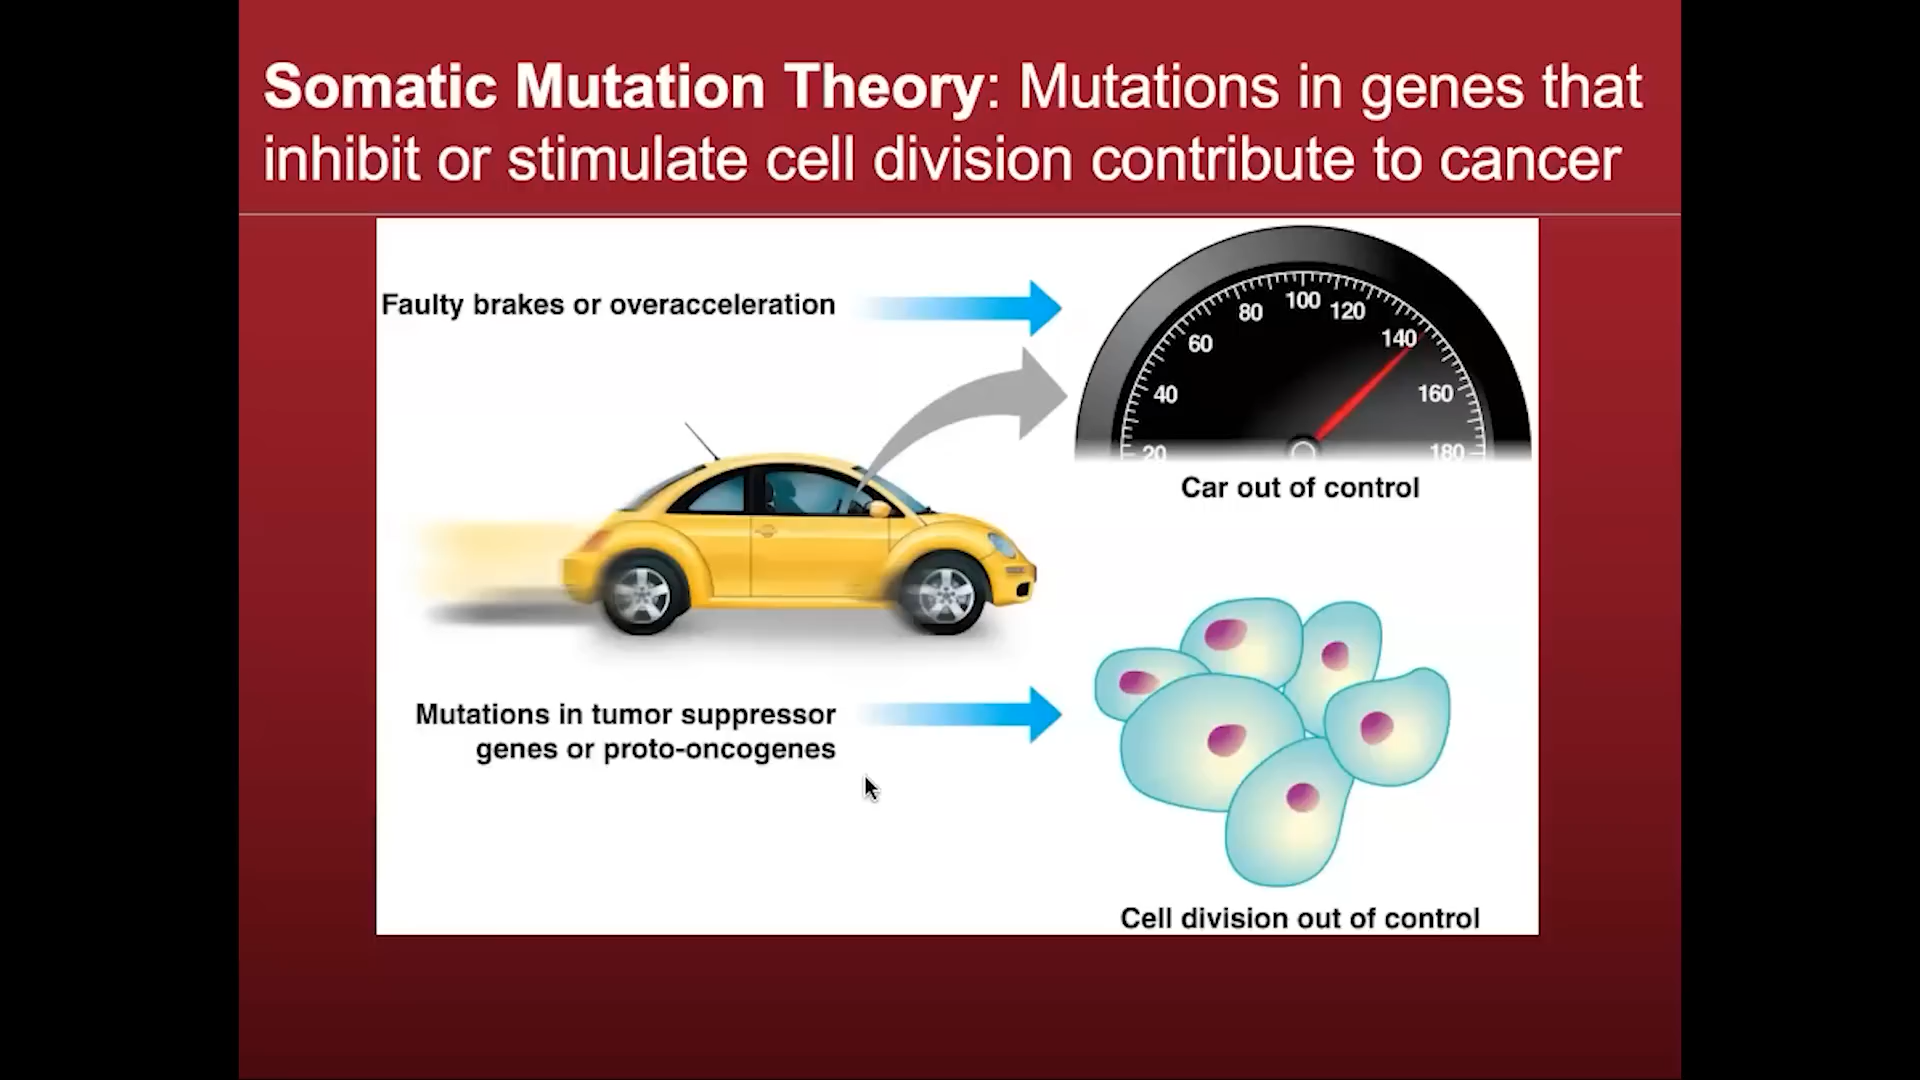 Somatic Mutation Theory: Mutations in genes that
inhibit or stimulate cell division contribute to cancer
Faulty brakes or overacceleration
20
40
60
80
100
120
140
160
180
Car out of control
Mutations in tumor suppressor
genes or proto-oncogenes
Cell division out of control